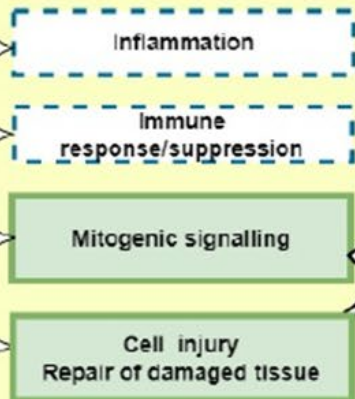 Inflammation
Immune
response/suppression
Mitogenic signalling
Cell injury
Repair of damaged tissue